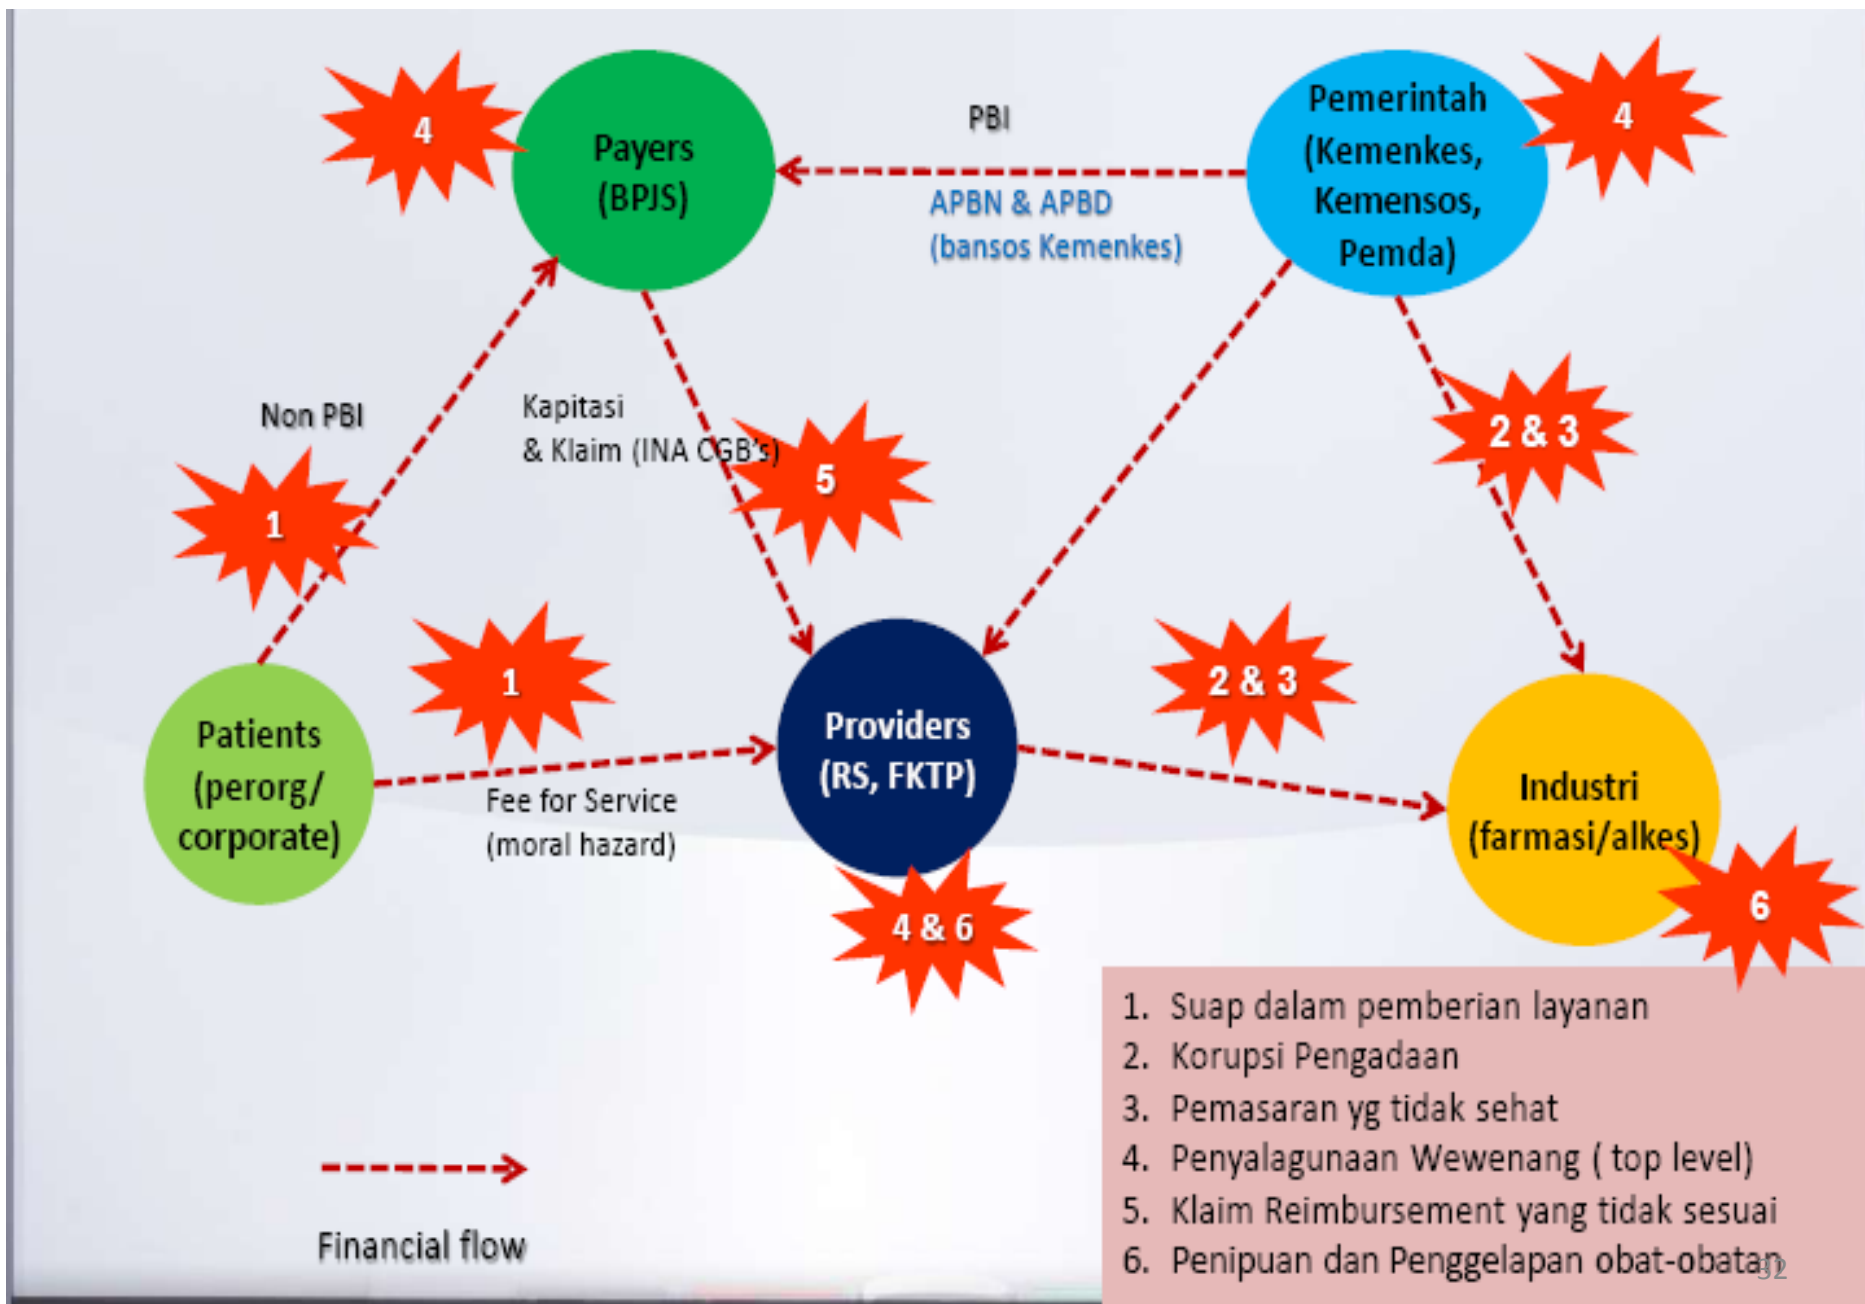 4
Payers
(BPJS)
PBI
APBN & APBD
(bansos Kemenkes)
Pemerintah
(Kemenkes,
Kemensos,
Pemda)
4
Non PBI
1
Kapitasi
& Klaim (INA CGB's)
5
2 & 3
Patients
(perorg/
corporate)
1
Fee for Service
(moral hazard)
Providers
(RS, FKTP)
4 & 6
2 & 3
Industri
(farmasi/alkes)
6
Financial flow
1. Suap dalam pemberian layanan
2. Korupsi Pengadaan
3. Pemasaran yg tidak sehat
4. Penyalagunaan Wewenang ( top level)
5. Klaim Reimbursement yang tidak sesuai
6. Penipuan dan Penggelapan obat-obatan
32